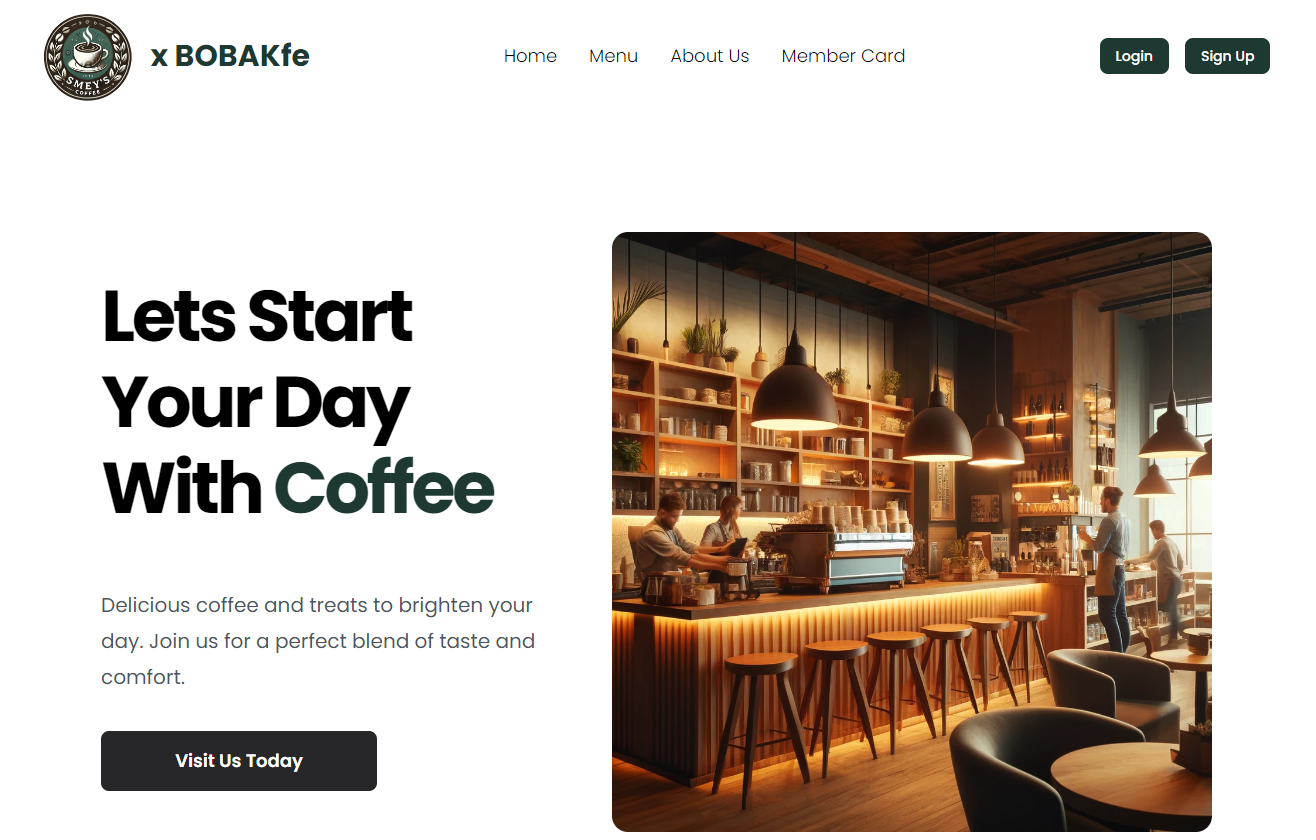 SMEY'S
COFFEE
x BOBAKfe
Home
Menu
About Us
Member Card
Login
Sign Up
Lets Start
Your Day
With Coffee
Delicious coffee and treats to brighten your
day. Join us for a perfect blend of taste and
comfort.
Visit Us Today